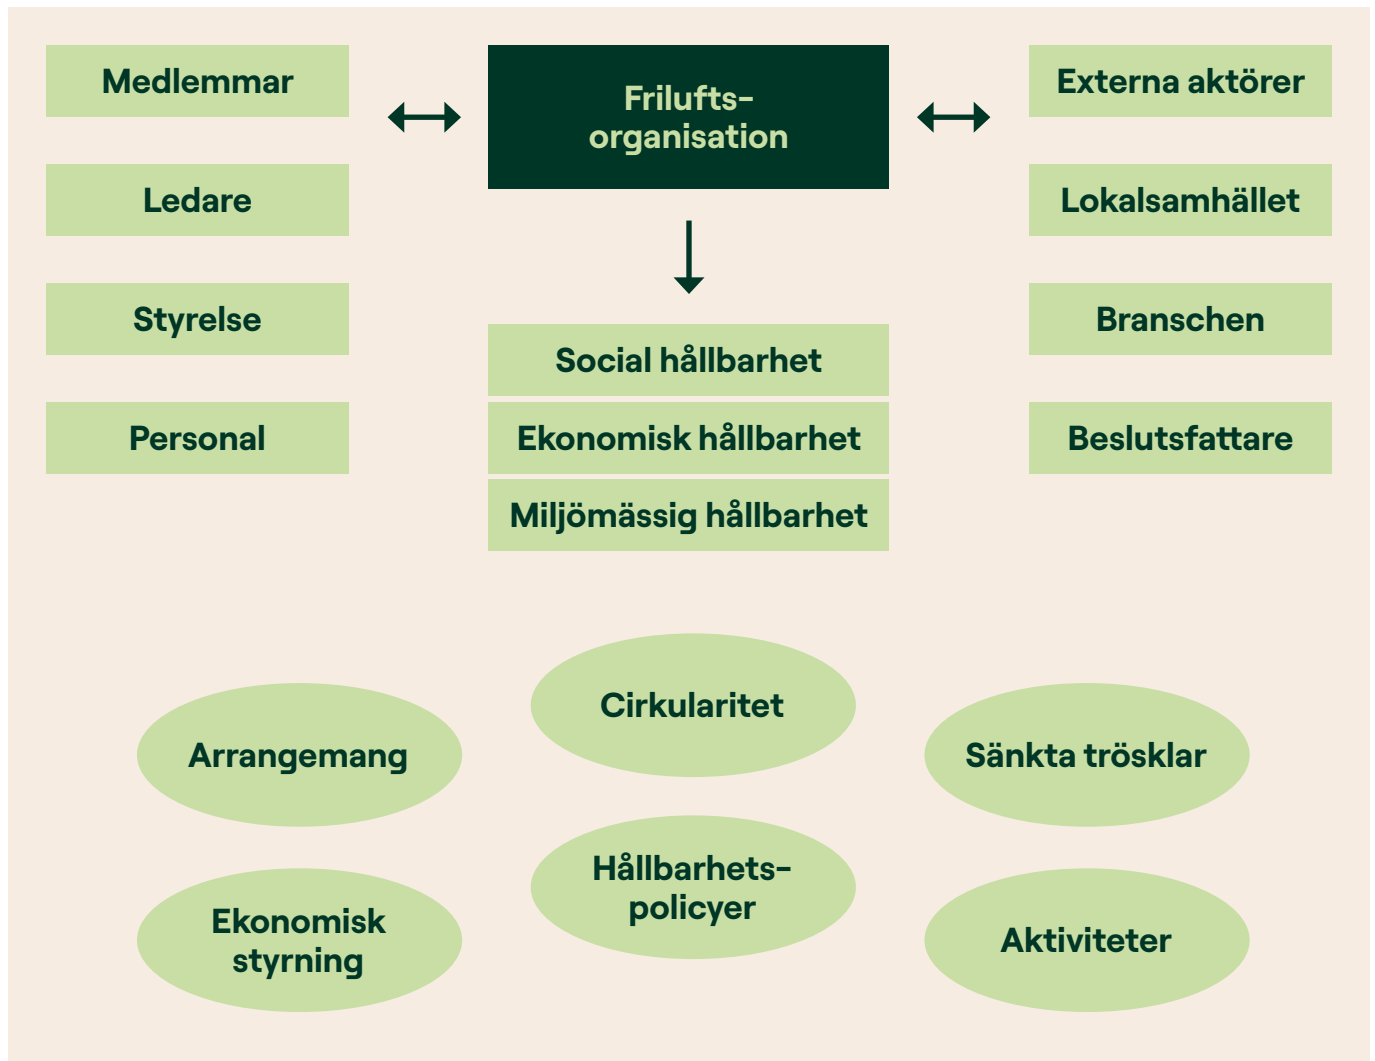 Medlemmar
Ledare
Styrelse
Personal
Frilufts-
organisation
Social hållbarhet
Ekonomisk hållbarhet
Miljömässig hållbarhet
Externa aktörer
Lokalsamhället
Branschen
Beslutsfattare
Arrangemang
Cirkularitet
Sänkta trösklar
Ekonomisk
styrning
Hållbarhets-
policyer
Aktiviteter